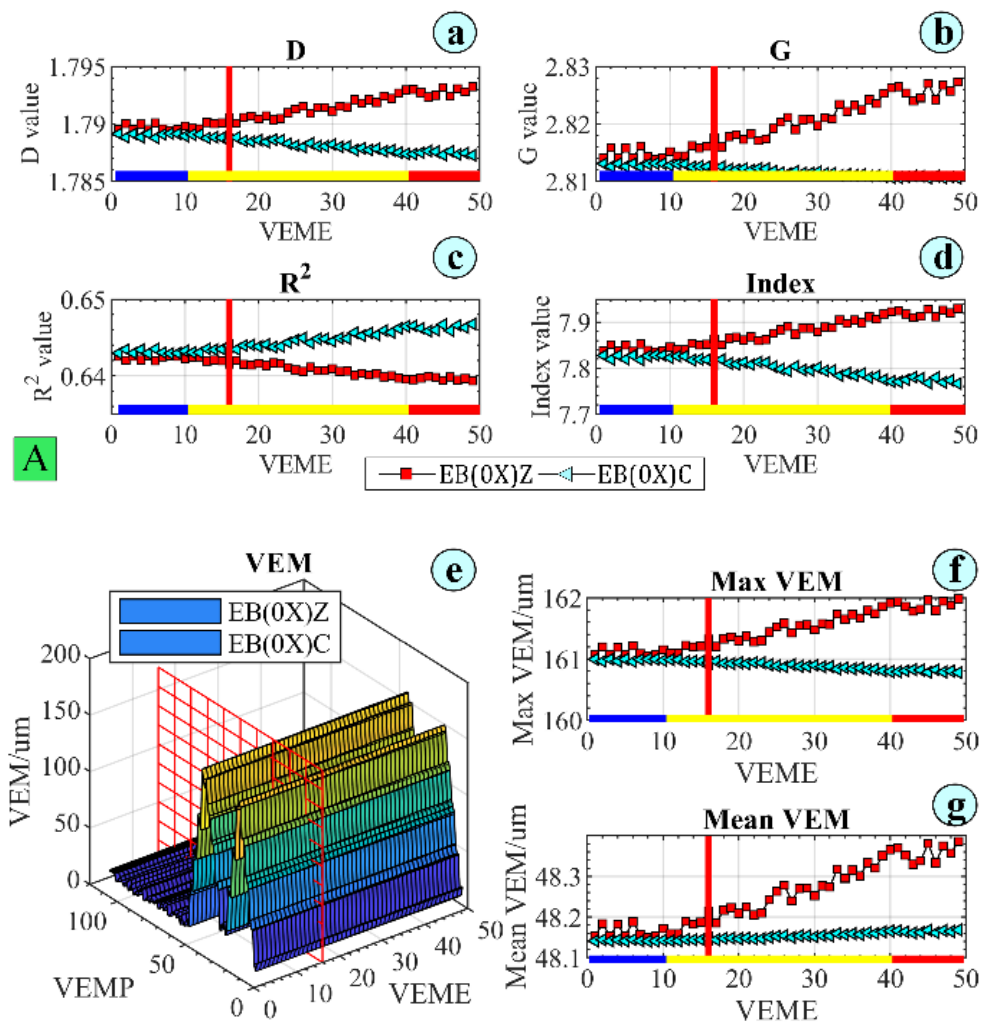 a
D
1.795
1.79
1.785
D value
0 10 20 30 40 50
VEME
b
G
2.83
2.82
2.81
G value
0 10 20 30 40 50
VEME
c
R²
0.65
0.64
R² value
0 10 20 30 40 50
VEME
d
Index
7.9
7.8
7.7
Index value
0 10 20 30 40 50
VEME
A
EB(0X)Z EB(0X)C
e
VEM
EB(0X)Z
EB(0X)C
200
150
100
50
0
VEM/um
100
50
0
VEMP
0 10 20 30 40 50
VEME
f
Max VEM
162
161
160
Max VEM/um
0 10 20 30 40 50
VEME
g
Mean VEM
48.3
48.2
48.1
Mean VEM/um
0 10 20 30 40 50
VEME